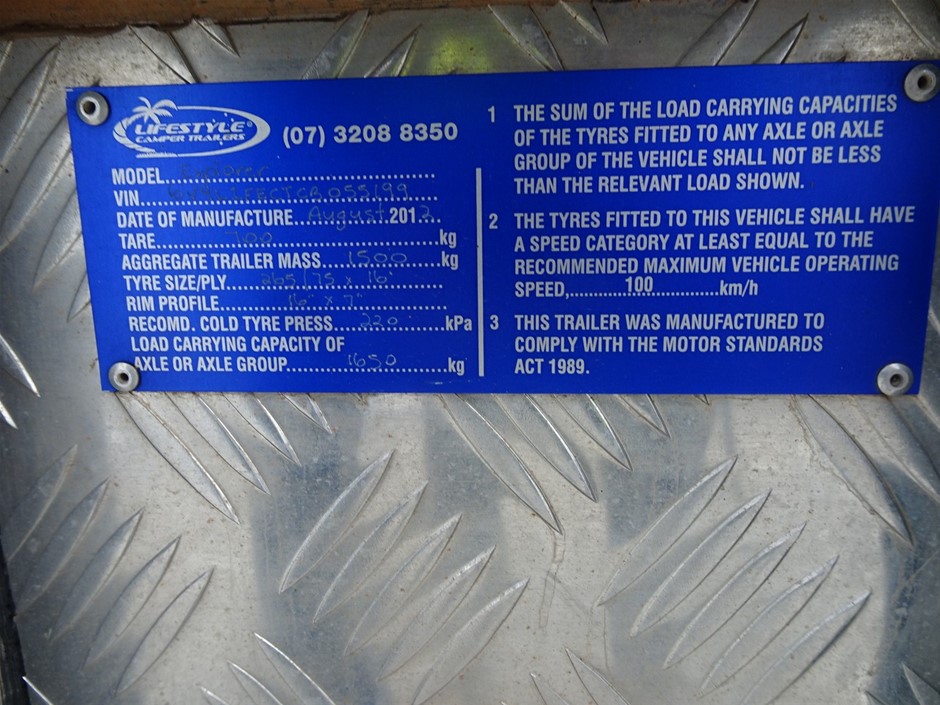 LIFESTYLE
CAMPER TRAILERS
(07) 3208 8350
MODEL....Explorer....
VIN....
DATE OF MANUFACTURE....August 2012..
TARE....700....kg
AGGREGATE TRAILER MASS....1500....kg
TYRE SIZE/PLY....265/75 16"....
RIM PROFILE....16" x 7"....
RECOMD. COLD TYRE PRESS....220....kPa
LOAD CARRYING CAPACITY OF
AXLE OR AXLE GROUP....1650....kg
1 THE SUM OF THE LOAD CARRYING CAPACITIES
OF THE TYRES FITTED TO ANY AXLE OR AXLE
GROUP OF THE VEHICLE SHALL NOT BE LESS
THAN THE RELEVANT LOAD SHOWN.
2 THE TYRES FITTED TO THIS VEHICLE SHALL HAVE
A SPEED CATEGORY AT LEAST EQUAL TO THE
RECOMMENDED MAXIMUM VEHICLE OPERATING
SPEED,....100....km/h
3 THIS TRAILER WAS MANUFACTURED TO
COMPLY WITH THE MOTOR STANDARDS
ACT 1989.